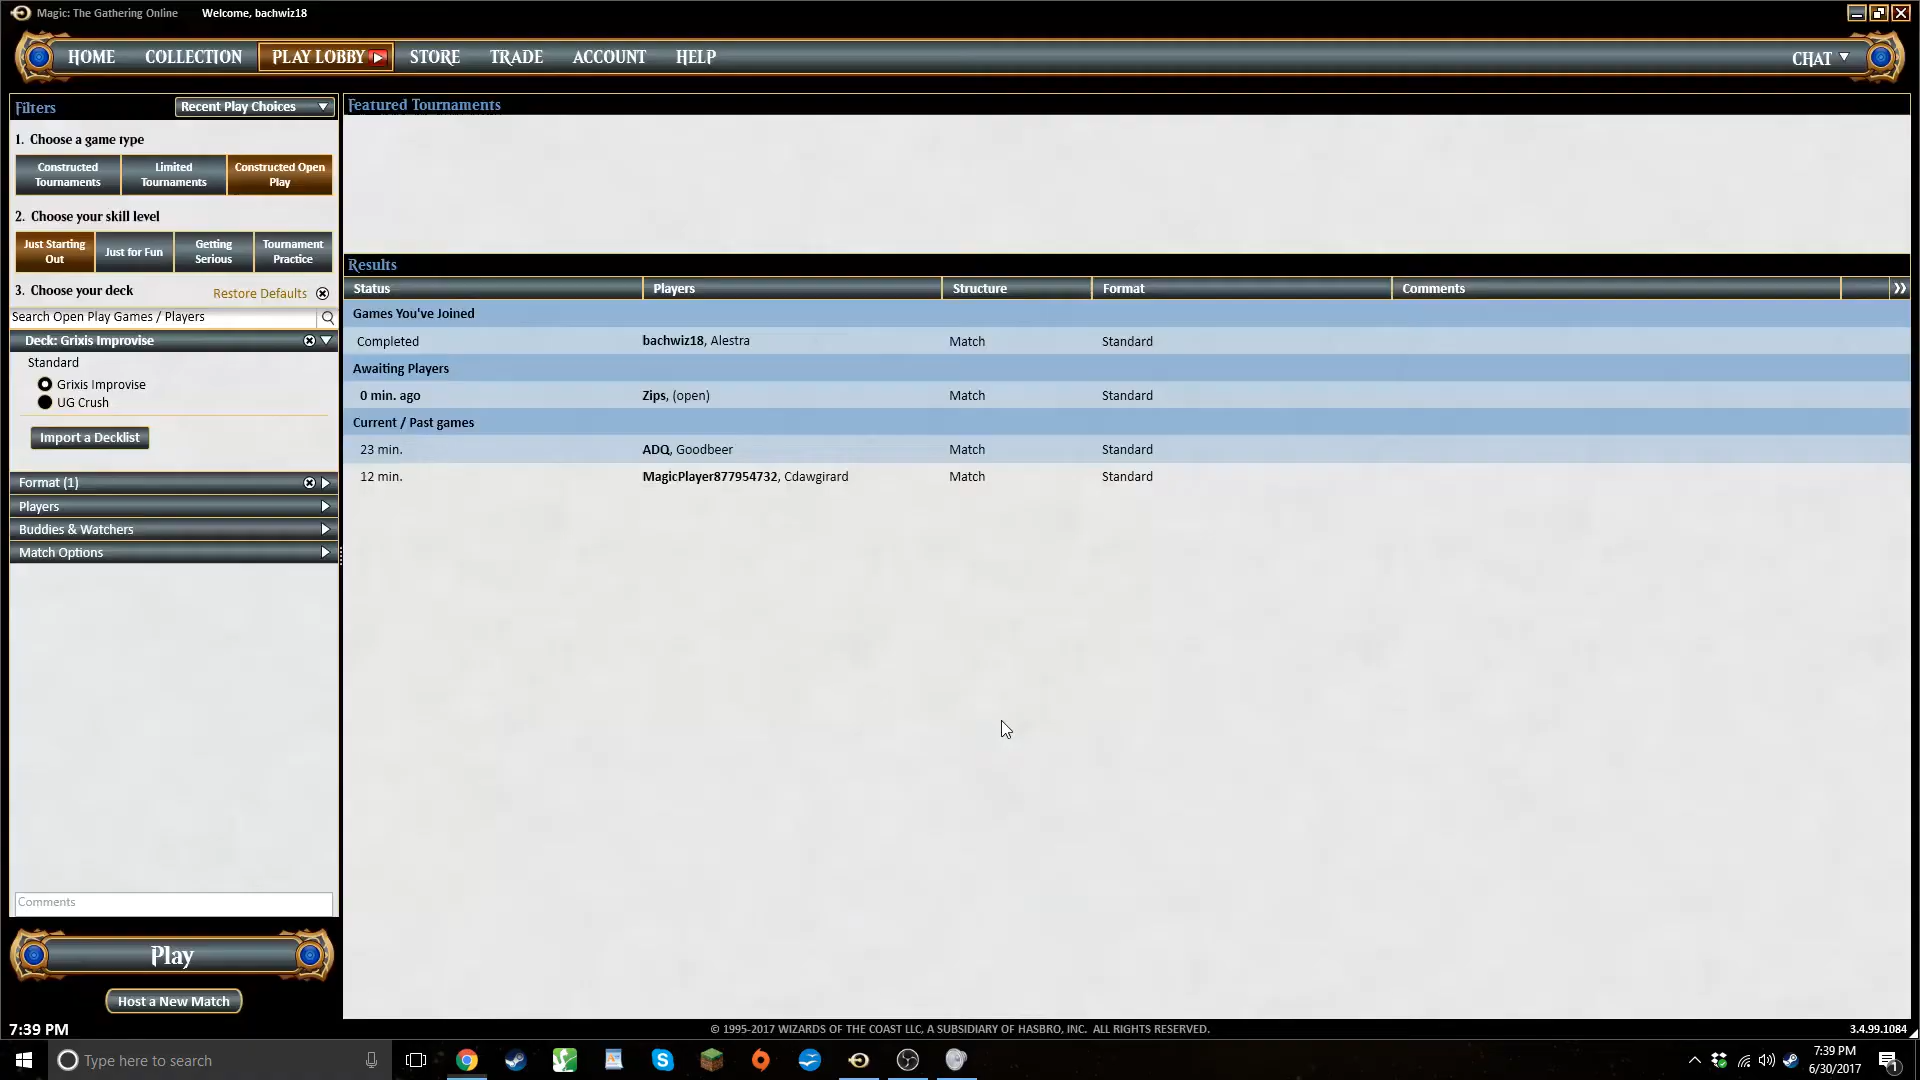 Magic: The Gathering Online Welcome, bachwiz18
HOME COLLECTION PLAY LOBBY STORE TRADE ACCOUNT HELP CHAT
Filters Recent Play Choices
1. Choose a game type
Constructed Tournaments Limited Tournaments Constructed Open Play
2. Choose your skill level
Just Starting Out Just for Fun Getting Serious Tournament Practice
3. Choose your deck Restore Defaults
Search Open Play Games / Players
Deck: Grixis Improvise
Standard
Grixis Improvise
UG Crush
Import a Decklist
Format (1)
Players
Buddies & Watchers
Match Options
Comments
Play
Host a New Match
7:39 PM
Featured Tournaments
Results
Status Players Structure Format Comments
Games You've Joined
Completed bachwiz18, Alestra Match Standard
Awaiting Players
0 min. ago Zips, (open) Match Standard
Current / Past games
23 min. ADQ, Goodbeer Match Standard
12 min. MagicPlayer877954732, Cdawgirard Match Standard
© 1995-2017 WIZARDS OF THE COAST LLC, A SUBSIDIARY OF HASBRO, INC. ALL RIGHTS RESERVED.
3.4.99.1084
Type here to search
7:39 PM
6/30/2017
1